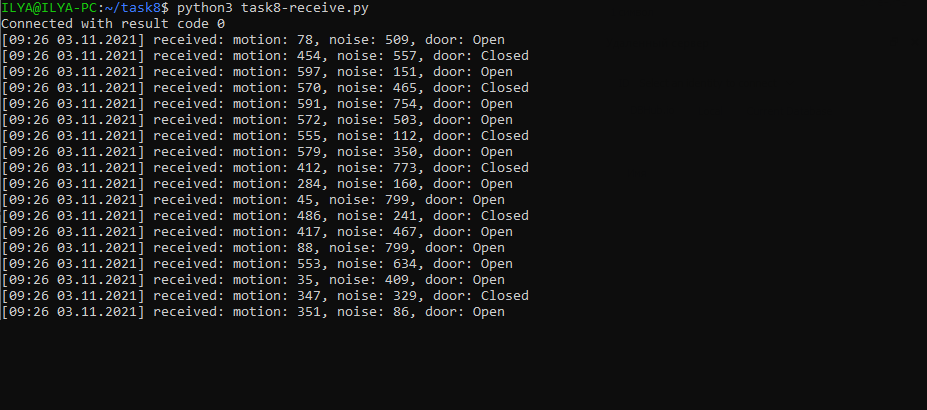 ILYA@ILYA-PC:~/task8$ python3 task8-receive.py
Connected with result code 0
[09:26 03.11.2021] received: motion: 78, noise: 509, door: Open
[09:26 03.11.2021] received: motion: 454, noise: 557, door: Closed
[09:26 03.11.2021] received: motion: 597, noise: 151, door: Open
[09:26 03.11.2021] received: motion: 570, noise: 465, door: Closed
[09:26 03.11.2021] received: motion: 591, noise: 754, door: Open
[09:26 03.11.2021] received: motion: 572, noise: 503, door: Open
[09:26 03.11.2021] received: motion: 555, noise: 112, door: Closed
[09:26 03.11.2021] received: motion: 579, noise: 350, door: Open
[09:26 03.11.2021] received: motion: 412, noise: 773, door: Closed
[09:26 03.11.2021] received: motion: 284, noise: 160, door: Open
[09:26 03.11.2021] received: motion: 45, noise: 799, door: Open
[09:26 03.11.2021] received: motion: 486, noise: 241, door: Closed
[09:26 03.11.2021] received: motion: 417, noise: 467, door: Open
[09:26 03.11.2021] received: motion: 88, noise: 799, door: Open
[09:26 03.11.2021] received: motion: 553, noise: 634, door: Open
[09:26 03.11.2021] received: motion: 35, noise: 409, door: Open
[09:26 03.11.2021] received: motion: 347, noise: 329, door: Closed
[09:26 03.11.2021] received: motion: 351, noise: 86, door: Open